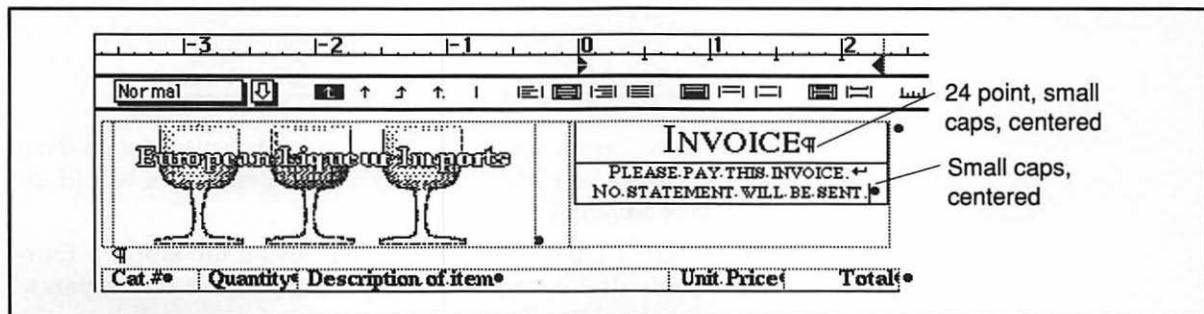 -3 -2 -1 0 1 2
Normal
24 point, small
caps, centered
European Liqueur Imports
INVOICE¶
PLEASE PAY THIS INVOICE.↵
NO STATEMENT WILL BE SENT.
Small caps,
centered
¶
Cat.# Quantity Description of item Unit Price Total